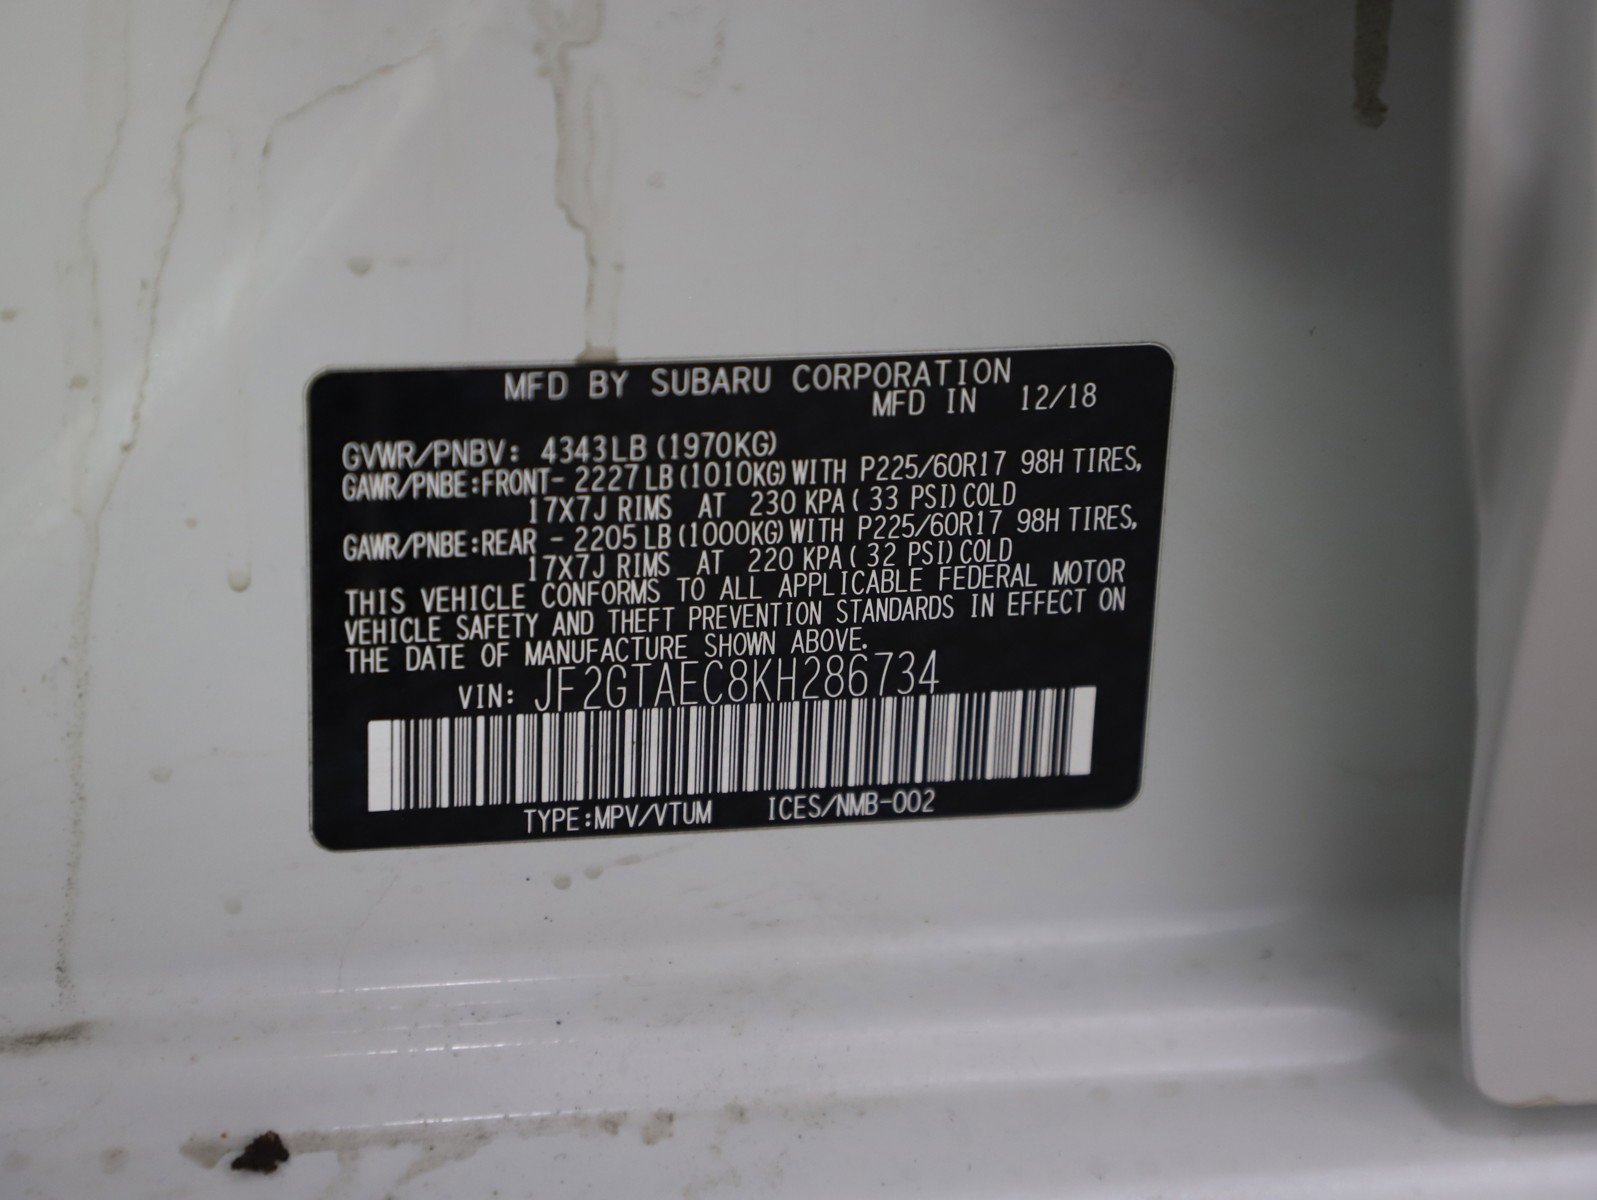 MFD BY SUBARU CORPORATION
MFD IN 12/18
GVWR/PNBV: 4343LB (1970KG)
GAWR/PNBE:FRONT- 2227 LB (1010KG) WITH P225/60R17 98H TIRES,
17X7J RIMS AT 230 KPA ( 33 PSI) COLD
GAWR/PNBE:REAR - 2205 LB (1000KG) WITH P225/60R17 98H TIRES,
17X7J RIMS AT 220 KPA ( 32 PSI) COLD
THIS VEHICLE CONFORMS TO ALL APPLICABLE FEDERAL MOTOR
VEHICLE SAFETY AND THEFT PREVENTION STANDARDS IN EFFECT ON
THE DATE OF MANUFACTURE SHOWN ABOVE.
VIN: JF2GTAEC8KH286734
TYPE:MPV/VTUM ICES/NMB-002